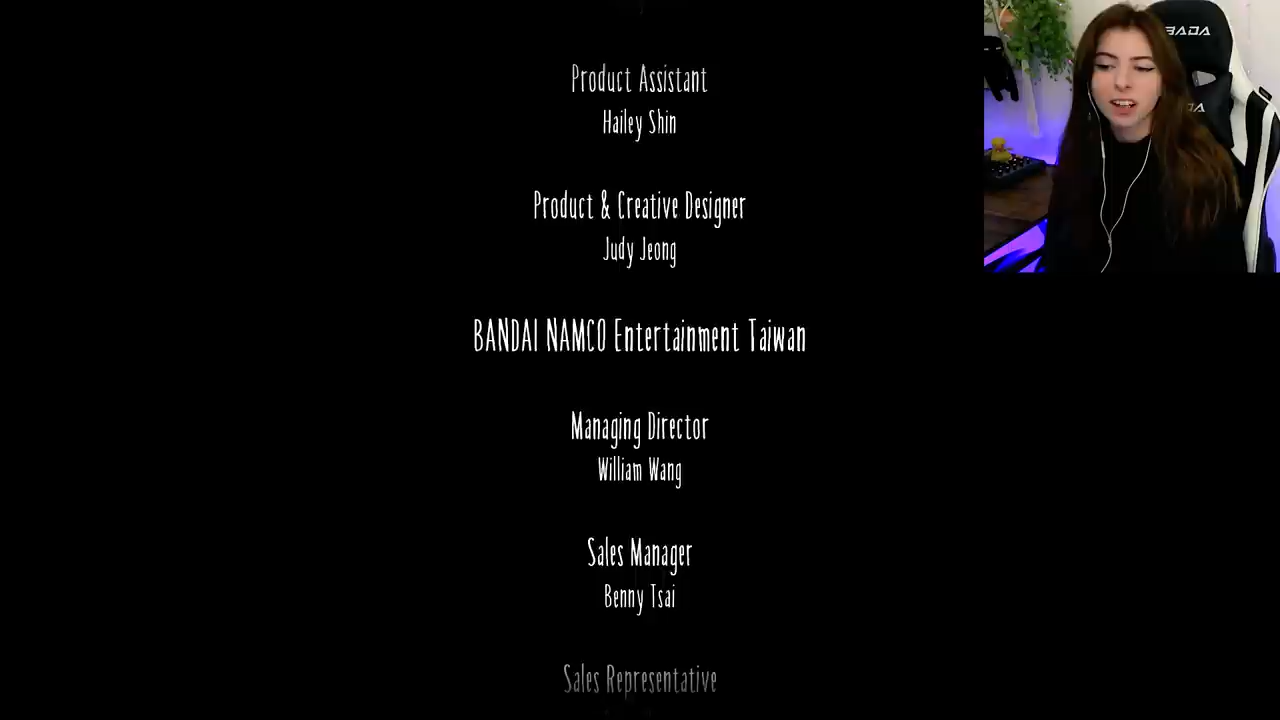 Product Assistant
Hailey Shin
Product & Creative Designer
Judy Jeong
BANDAI NAMCO Entertainment Taiwan
Managing Director
William Wang
Sales Manager
Benny Tsai
Sales Representative
BADA